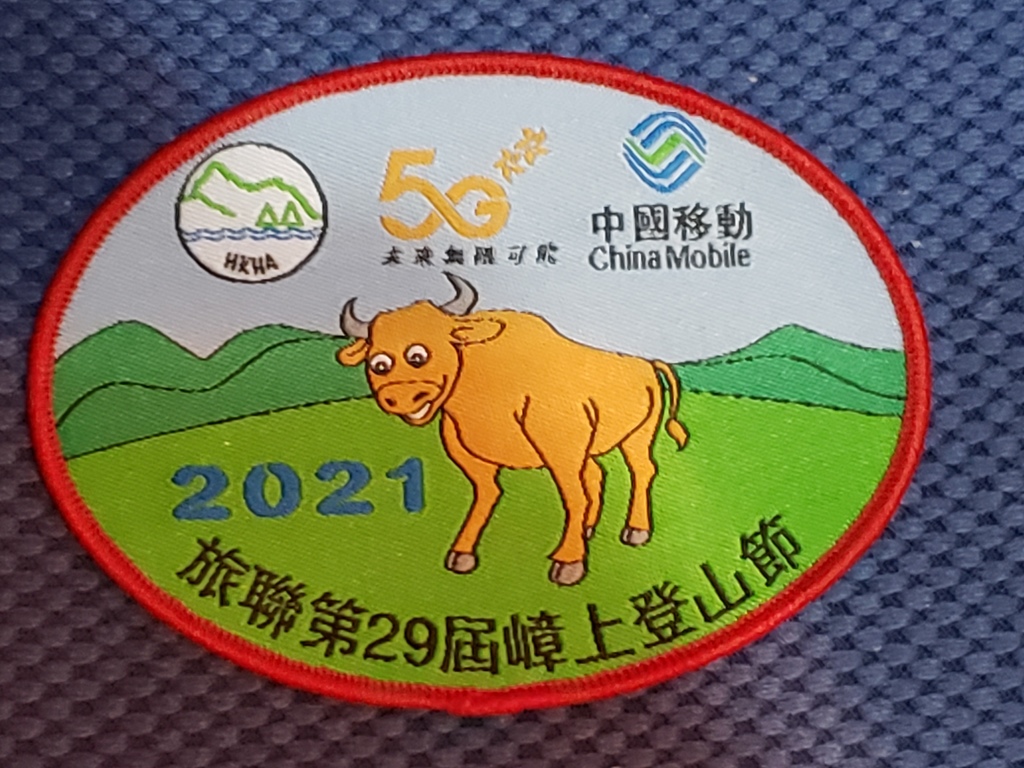 HKHA
5G
未來無限可能
中國移動
China Mobile
2021
旅聯第29屆嶂上登山節